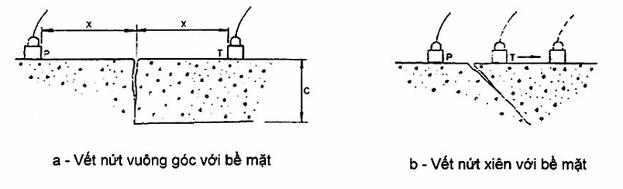 X X
P T C
P T
a - Vết nứt vuông góc với bề mặt
b - Vết nứt xiên với bề mặt